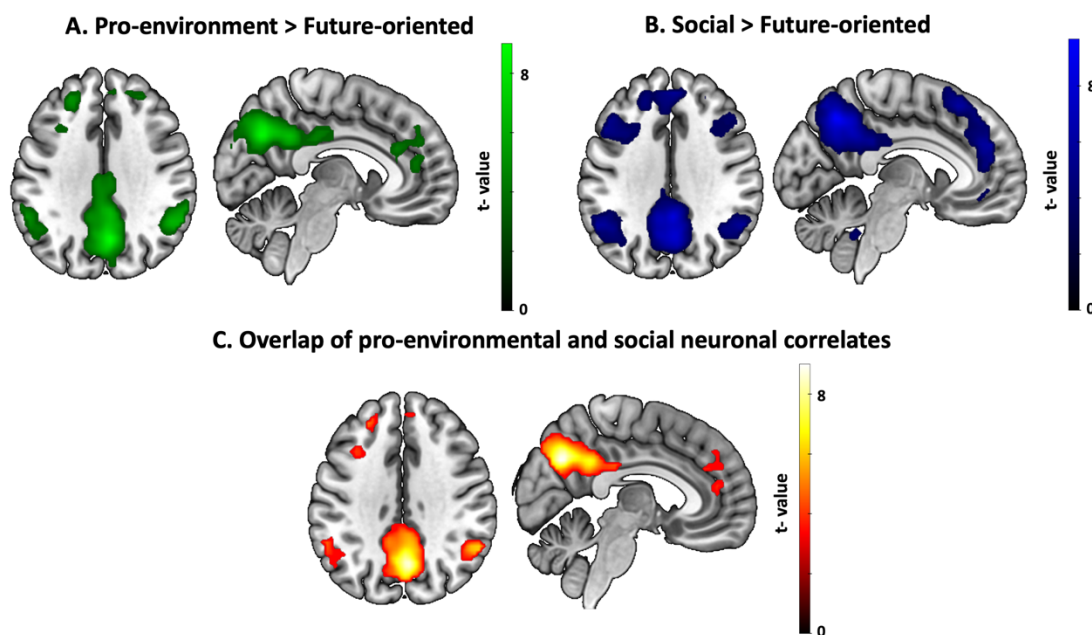 A. Pro-environment > Future-oriented
8
t- value
0
B. Social > Future-oriented
8
t- value
0
C. Overlap of pro-environmental and social neuronal correlates
8
t- value
0